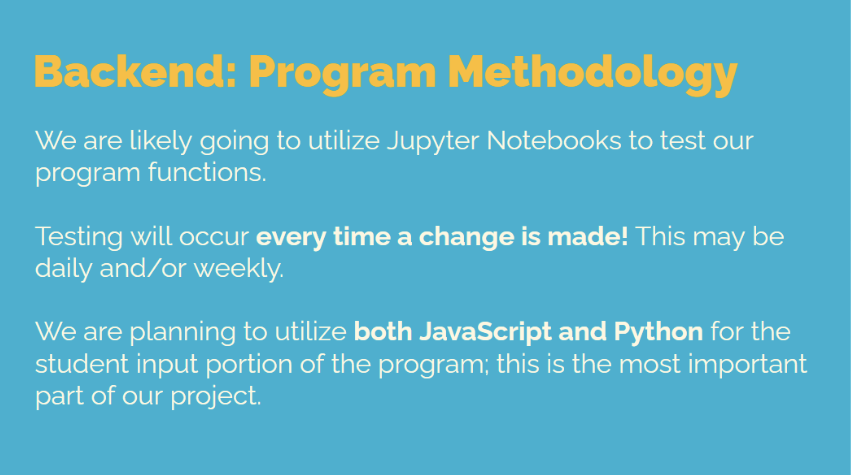 Backend: Program Methodology
We are likely going to utilize Jupyter Notebooks to test our
program functions.
Testing will occur every time a change is made! This may be
daily and/or weekly.
We are planning to utilize both JavaScript and Python for the
student input portion of the program; this is the most important
part of our project.